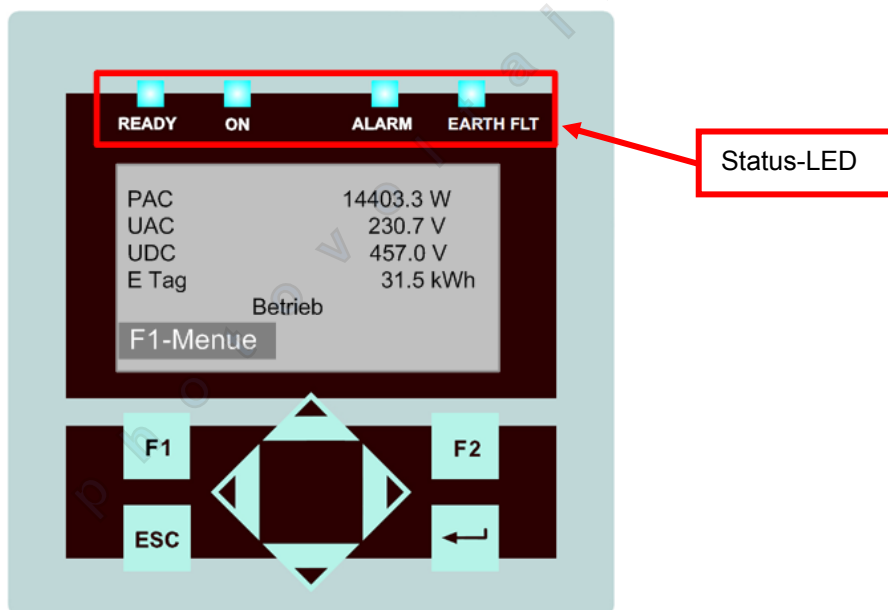 READY ON ALARM EARTH FLT
Status-LED
PAC 14403.3 W
UAC 230.7 V
UDC 457.0 V
E Tag 31.5 kWh
Betrieb
F1-Menue
F1 F2
ESC